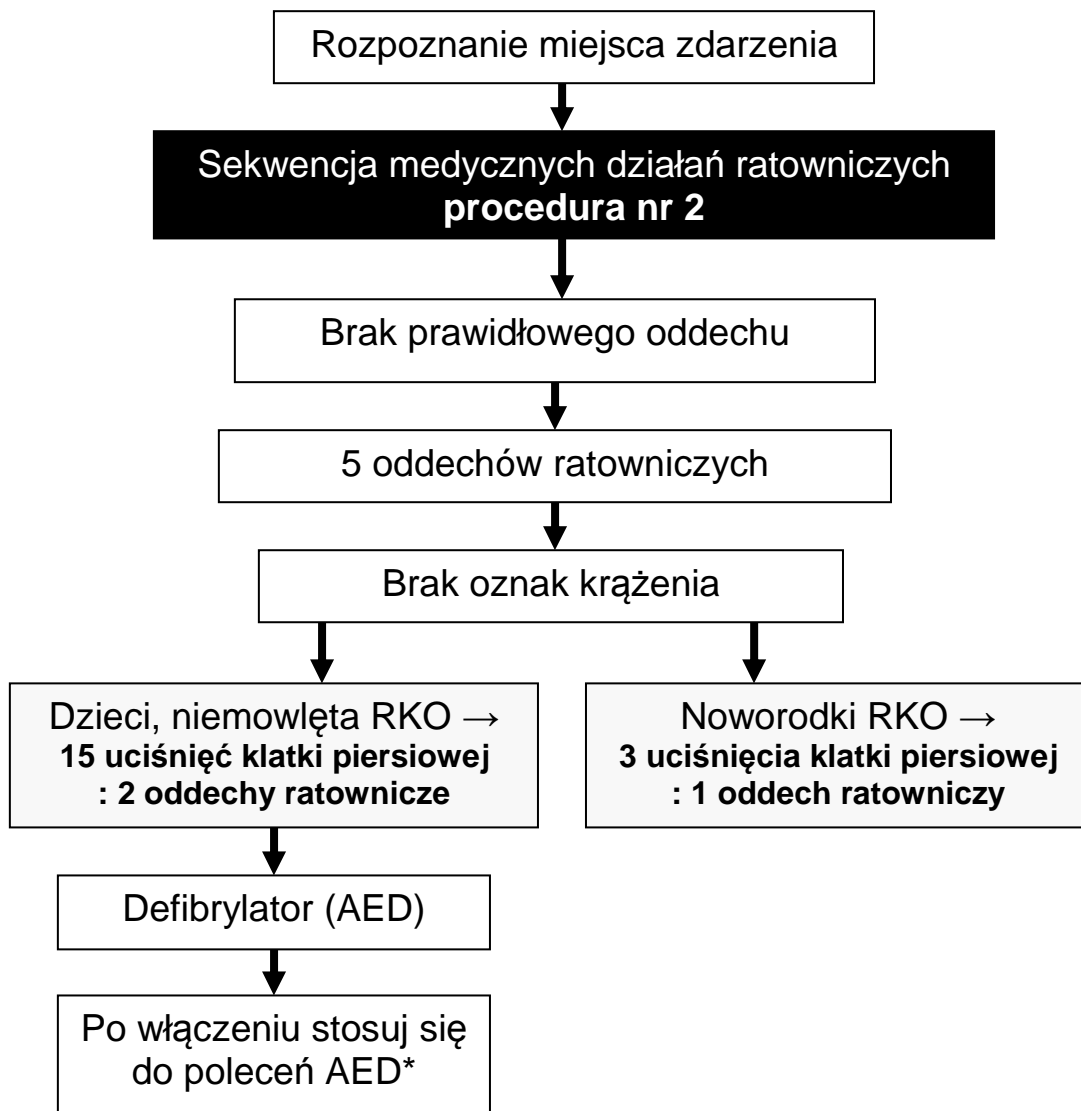 Rozpoznanie miejsca zdarzenia
Sekwencja medycznych działań ratowniczych
procedura nr 2
Brak prawidłowego oddechu
5 oddechów ratowniczych
Brak oznak krążenia
Dzieci, niemowlęta RKO →
15 uciśnięć klatki piersiowej
: 2 oddechy ratownicze
Noworodki RKO →
3 uciśnięcia klatki piersiowej
: 1 oddech ratowniczy
Defibrylator (AED)
Po włączeniu stosuj się
do poleceń AED*